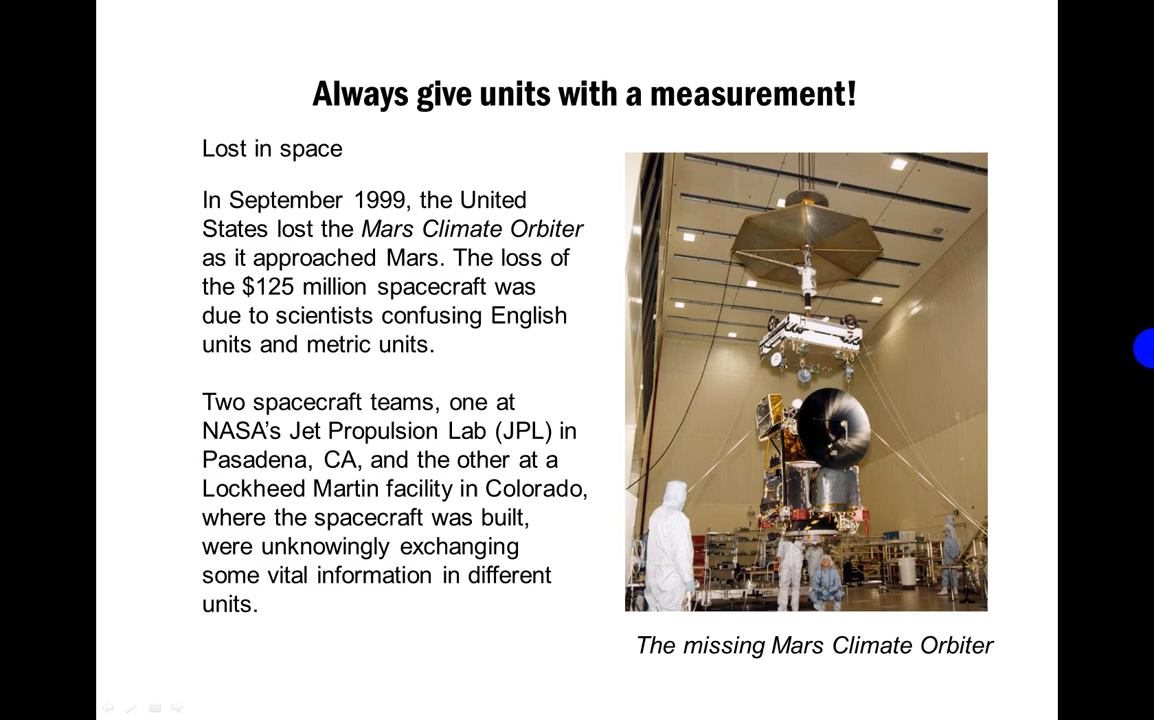 Always give units with a measurement!
Lost in space
In September 1999, the United
States lost the Mars Climate Orbiter
as it approached Mars. The loss of
the $125 million spacecraft was
due to scientists confusing English
units and metric units.
Two spacecraft teams, one at
NASA’s Jet Propulsion Lab (JPL) in
Pasadena, CA, and the other at a
Lockheed Martin facility in Colorado,
where the spacecraft was built,
were unknowingly exchanging
some vital information in different
units.
The missing Mars Climate Orbiter